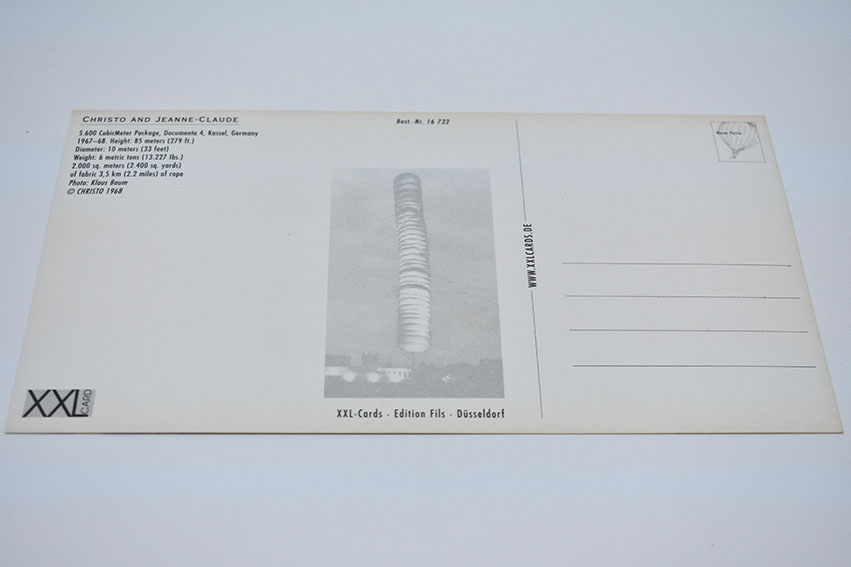 CHRISTO AND JEANNE-CLAUDE
5.600 CubicMeter Package, Documenta 4, Kassel, Germany
1967–68. Height: 85 meters (279 ft.)
Diameter: 10 meters (33 feet)
Weight: 6 metric tons (13.227 lbs.)
2.000 sq. meters (2.400 sq. yards)
of fabric 3,5 km (2.2 miles) of rope
Photo: Klaus Baum
© CHRISTO 1968
Best.-Nr. 16 732
WWW.XXLCARDS.DE
XXL CARD
XXL-Cards · Edition Fils · Düsseldorf